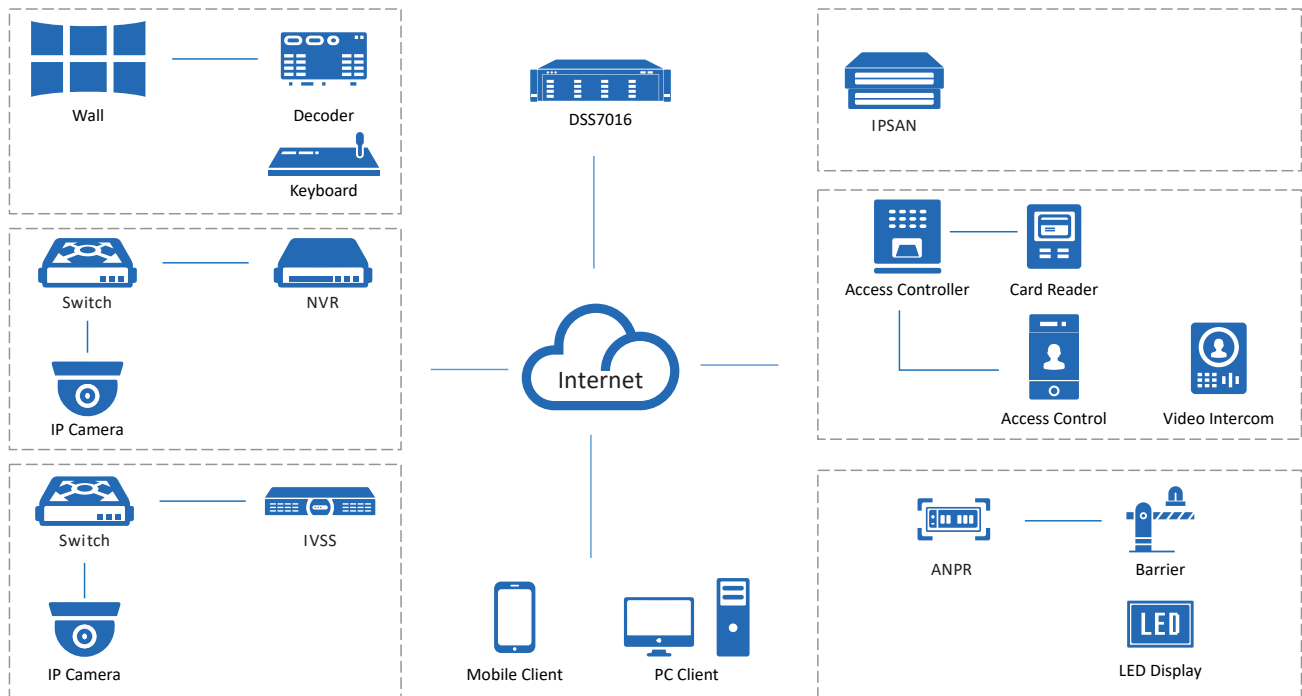 Wall
Decoder
Keyboard
DSS7016
IPSAN
Switch
NVR
IP Camera
Internet
Access Controller
Card Reader
Access Control
Video Intercom
Switch
IVSS
IP Camera
Mobile Client
PC Client
ANPR
Barrier
LED
LED Display